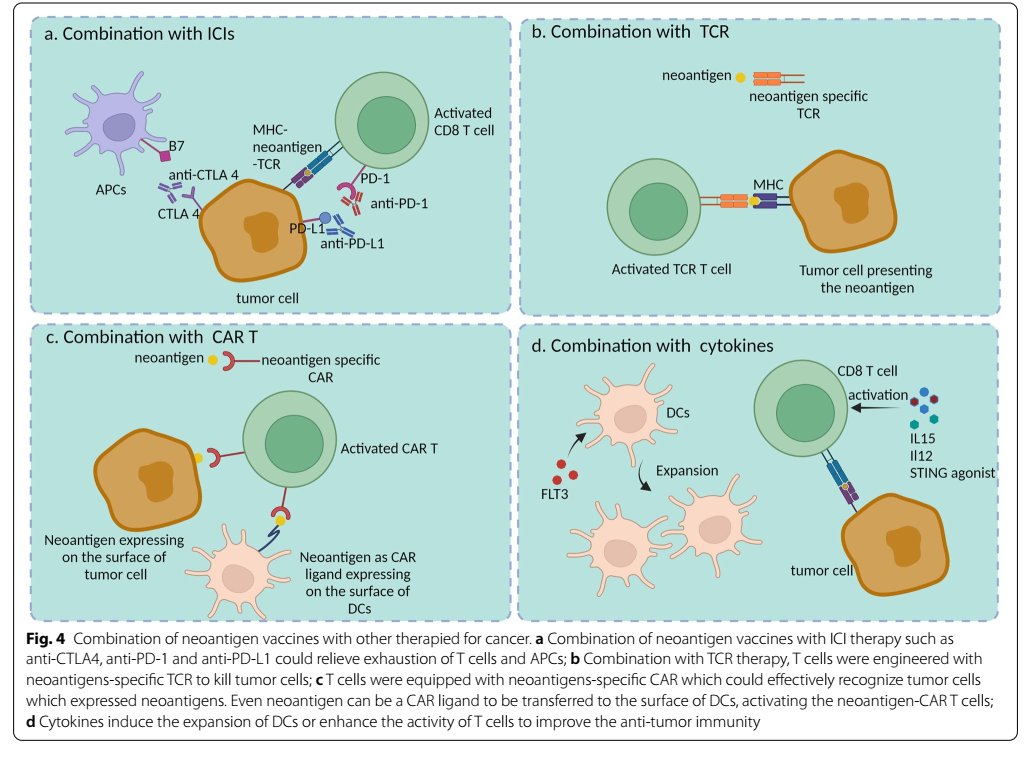 a. Combination with ICIs
B7
anti-CTLA 4
APCs
CTLA 4
MHC-
neoantigen
-TCR
Activated
CD8 T cell
PD-1
anti-PD-1
PD-L1
anti-PD-L1
tumor cell
b. Combination with TCR
neoantigen
neoantigen specific
TCR
MHC
Activated TCR T cell
Tumor cell presenting
the neoantigen
c. Combination with CAR T
neoantigen
neoantigen specific
CAR
Activated CAR T
Neoantigen expressing
on the surface of
tumor cell
Neoantigen as CAR
ligand expressing
on the surface of
DCs
d. Combination with cytokines
DCs
FLT3
Expansion
CD8 T cell
activation
IL15
Il12
STING agonist
tumor cell
Fig. 4 Combination of neoantigen vaccines with other therapied for cancer. a Combination of neoantigen vaccines with ICI therapy such as
anti-CTLA4, anti-PD-1 and anti-PD-L1 could relieve exhaustion of T cells and APCs; b Combination with TCR therapy, T cells were engineered with
neoantigens-specific TCR to kill tumor cells; c T cells were equipped with neoantigens-specific CAR which could effectively recognize tumor cells
which expressed neoantigens. Even neoantigen can be a CAR ligand to be transferred to the surface of DCs, activating the neoantigen-CAR T cells;
d Cytokines induce the expansion of DCs or enhance the activity of T cells to improve the anti-tumor immunity